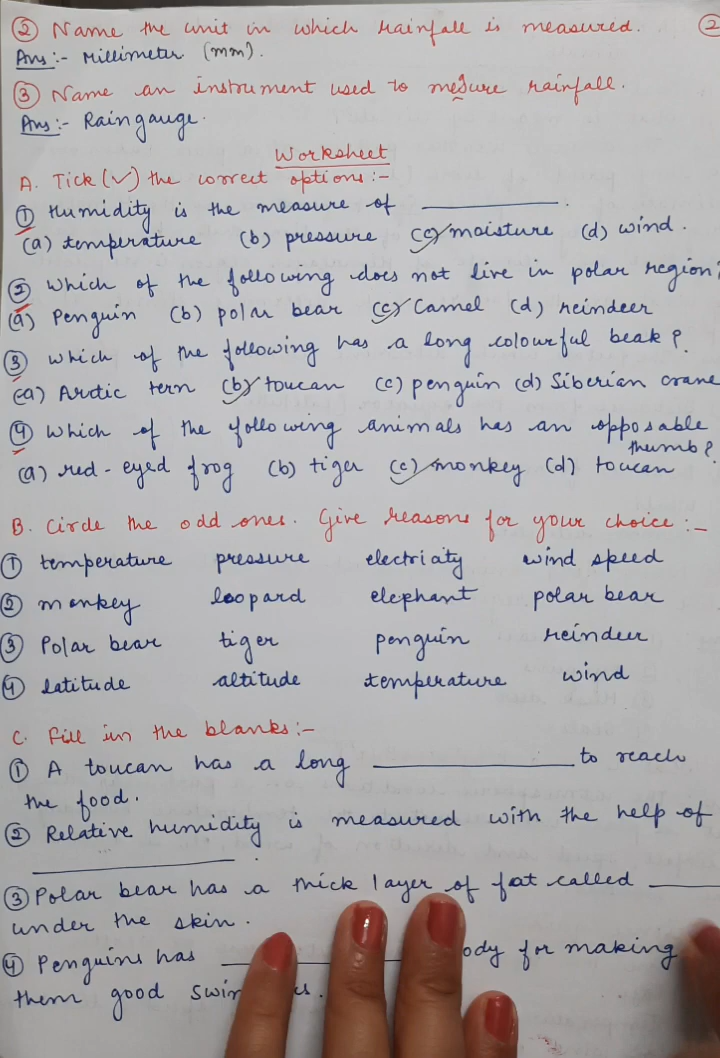 ② Name the unit in which rainfall is measured. ②
Ans:- Millimeter (mm).
③ Name an instrument used to mesure rainfall.
Ans:- Raingauge.
Worksheet
A. Tick (✓) the correct options:-
① Humidity is the measure of ________.
(a) temperature (b) pressure (c)✓ moisture (d) wind.
② Which of the following does not live in polar region?
(a) Penguin (b) polar bear (c)✓ Camel (d) reindeer
③ Which of the following has a long colourful beak?
(a) Arctic tern (b)✓ toucan (c) penguin (d) Siberian crane
④ Which of the following animals has an opposable
thumb?
(a) red-eyed frog (b) tiger (c)✓ monkey (d) toucan
B. Circle the odd ones. Give reasons for your choice:-
① temperature pressure electricity wind speed
② monkey leopard elephant polar bear
③ Polar bear tiger penguin reindeer
④ latitude altitude temperature wind
C. Fill in the blanks:-
① A toucan has a long ________ to reach
the food.
② Relative humidity is measured with the help of
________.
③ Polar bear has a thick layer of fat called ____
under the skin.
④ Penguins has ________ ody for making
them good swim s.